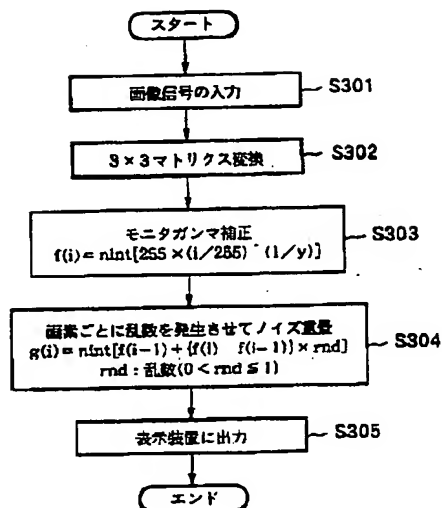 スタート
画像信号の入力
S301
3×3マトリクス変換
S302
モニタガンマ補正
f(i)= nint[255×(i/255)^(1/γ)]
S303
画素ごとに乱数を発生させてノイズ重畳
g(i)= nint[f(i-1)+{f(i) f(i-1)}×rnd]
rnd:乱数(0<rnd≦1)
S304
表示装置に出力
S305
エンド